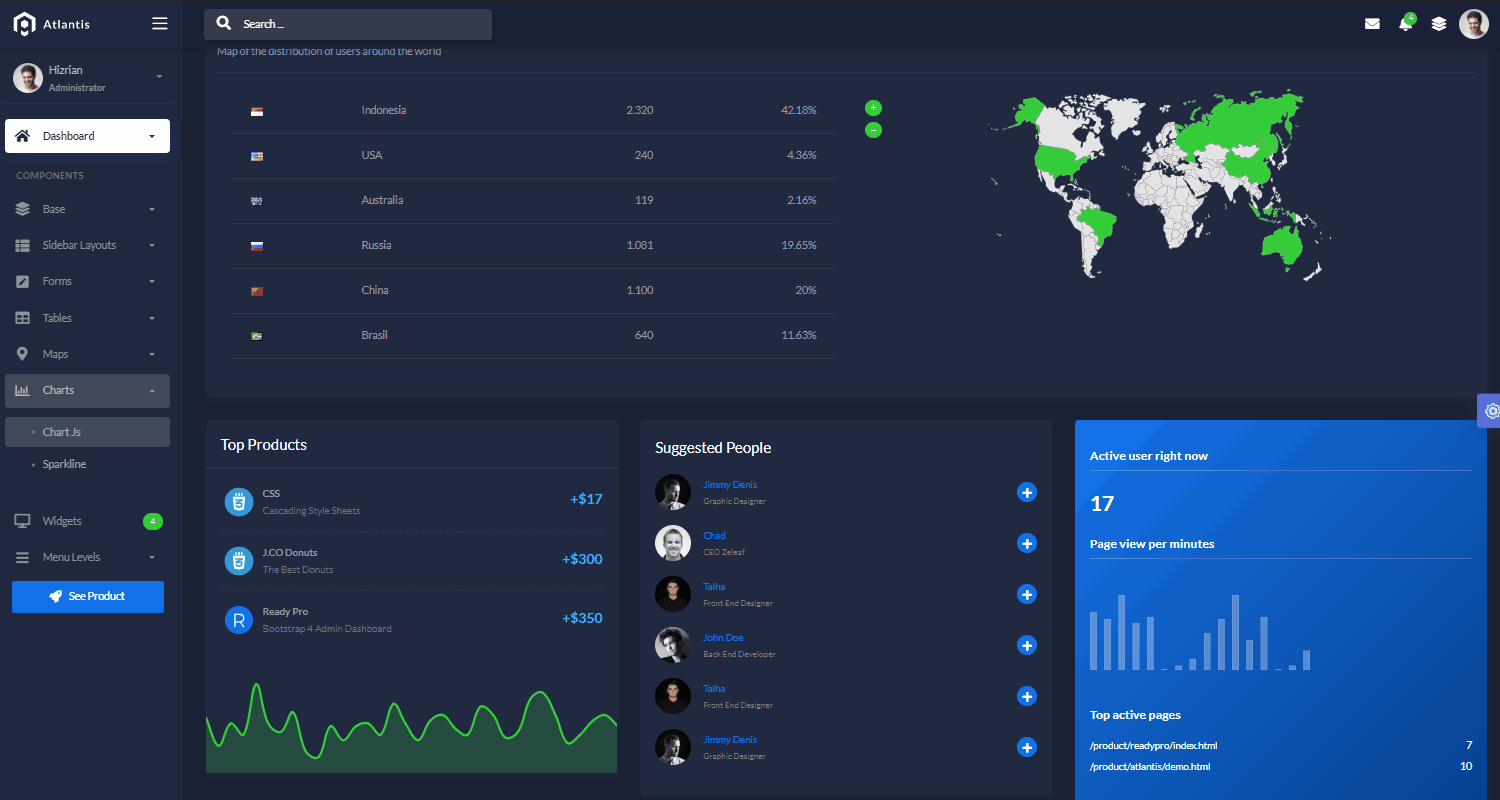 Atlantis
Search ...
4
Hizrian
Administrator
Dashboard
COMPONENTS
Base
Sidebar Layouts
Forms
Tables
Maps
Charts
Chart Js
Sparkline
Widgets 4
Menu Levels
See Product
Map of the distribution of users around the world
Indonesia 2.320 42.18%
USA 240 4.36%
Australia 119 2.16%
Russia 1.081 19.65%
China 1.100 20%
Brasil 640 11.63%
+
−
Top Products
CSS
Cascading Style Sheets
+$17
J.CO Donuts
The Best Donuts
+$300
R
Ready Pro
Bootstrap 4 Admin Dashboard
+$350
Suggested People
Jimmy Denis
Graphic Designer
Chad
CEO Zeleaf
Talha
Front End Designer
John Doe
Back End Developer
Talha
Front End Designer
Jimmy Denis
Graphic Designer
Active user right now
17
Page view per minutes
Top active pages
/product/readypro/index.html 7
/product/atlantis/demo.html 10